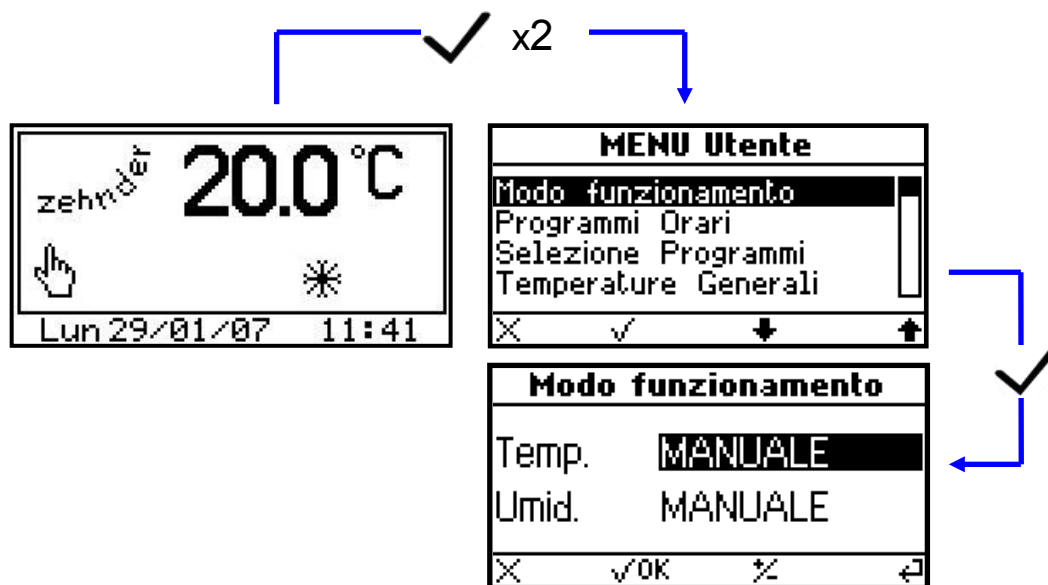 x2
zehnder
20.0 °C
Lun 29/01/07 11:41
MENU Utente
Modo funzionamento
Programmi Orari
Selezione Programmi
Temperature Generali
Modo funzionamento
Temp. MANUALE
Umid. MANUALE
OK